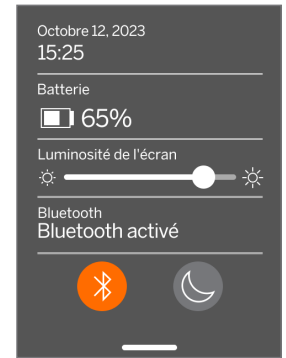 Octobre 12, 2023
15:25
Batterie
65%
Luminosité de l'écran
Bluetooth
Bluetooth activé